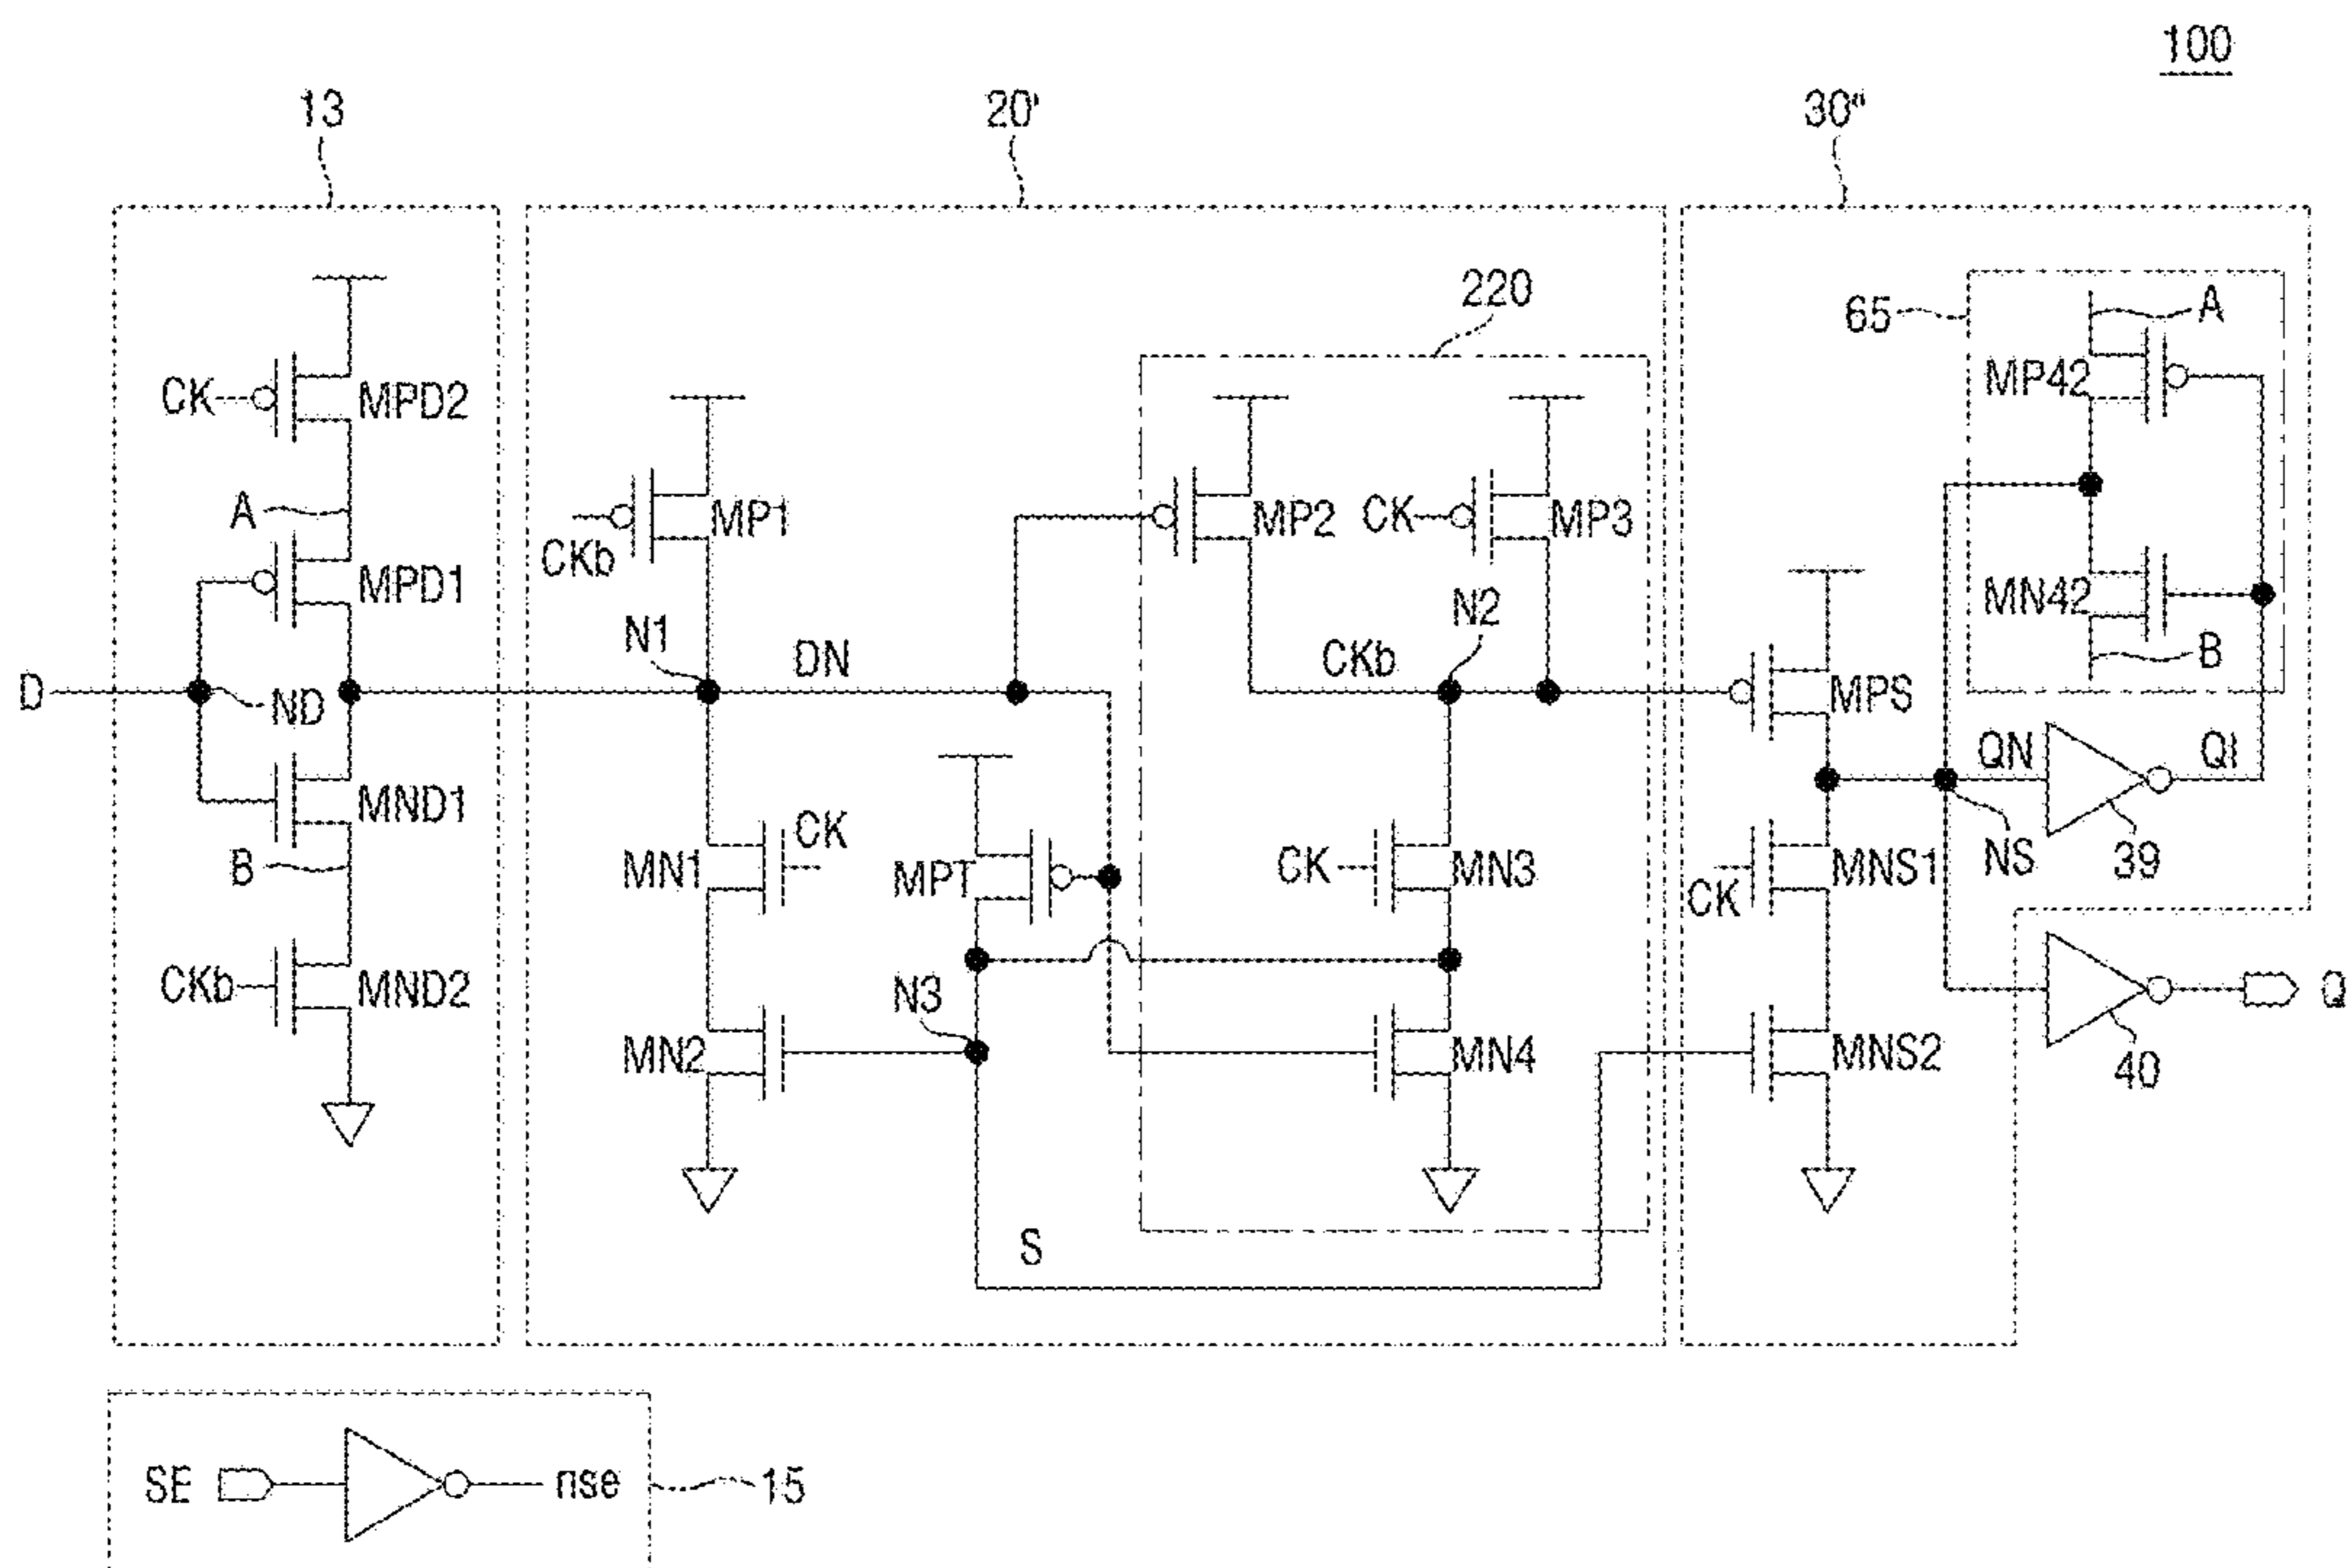 100
13
20'
30"
220
65
A
MP42
CK
MPD2
CKb
MP1
MP2
CK
MP3
A
MPD1
MN42
N1
DN
CKb
N2
B
D
ND
MPS
MND1
QN
QI
B
MN1
CK
MPT
CK
MN3
CK
MNS1
NS
39
CKb
MND2
N3
MN2
MN4
MNS2
40
Q
S
SE
nse
15